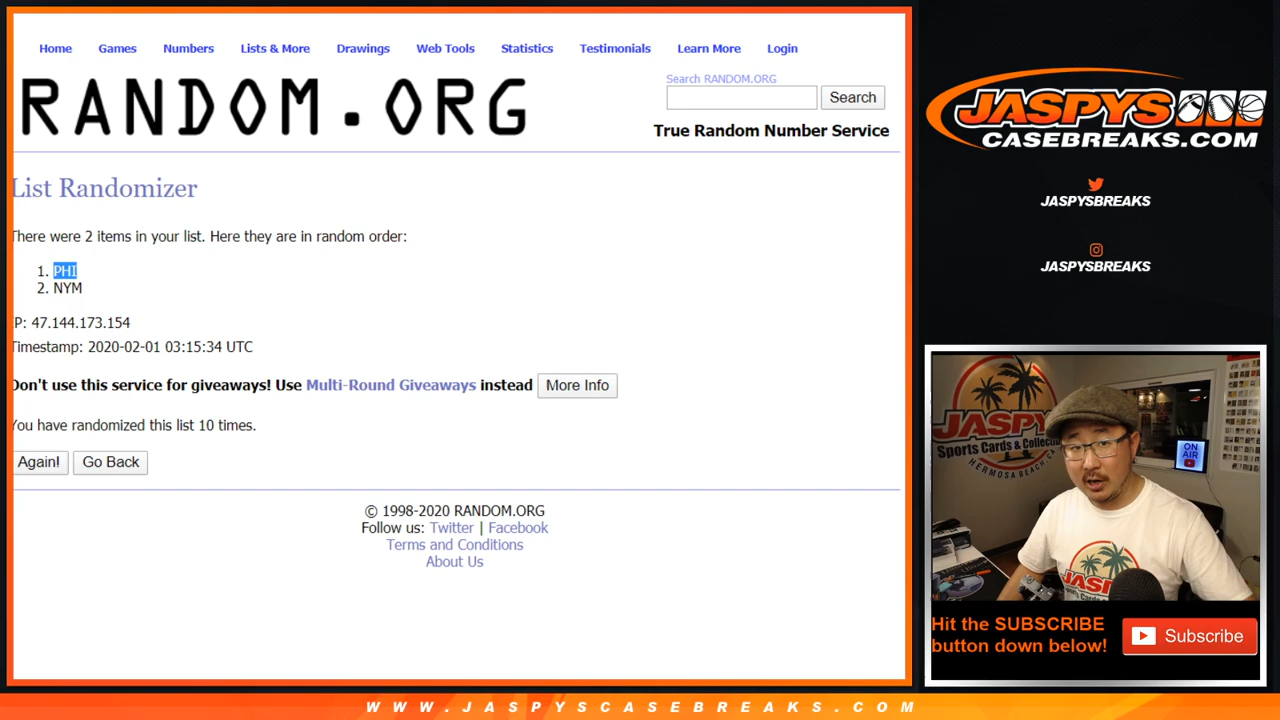 Home Games Numbers Lists & More Drawings Web Tools Statistics Testimonials Learn More Login
RANDOM.ORG
Search RANDOM.ORG
Search
True Random Number Service
List Randomizer
There were 2 items in your list. Here they are in random order:
1. PHI
2. NYM
IP: 47.144.173.154
Timestamp: 2020-02-01 03:15:34 UTC
Don't use this service for giveaways! Use Multi-Round Giveaways instead More Info
You have randomized this list 10 times.
Again! Go Back
© 1998-2020 RANDOM.ORG
Follow us: Twitter | Facebook
Terms and Conditions
About Us
JASPYS
CASEBREAKS.COM
JASPYSBREAKS
JASPYSBREAKS
JASPY
Sports Cards & Collec
HERMOSA BEACH, CA
ON
AIR
JASPY
Hit the SUBSCRIBE
button down below!
Subscribe
WWW.JASPYSCASEBREAKS.COM